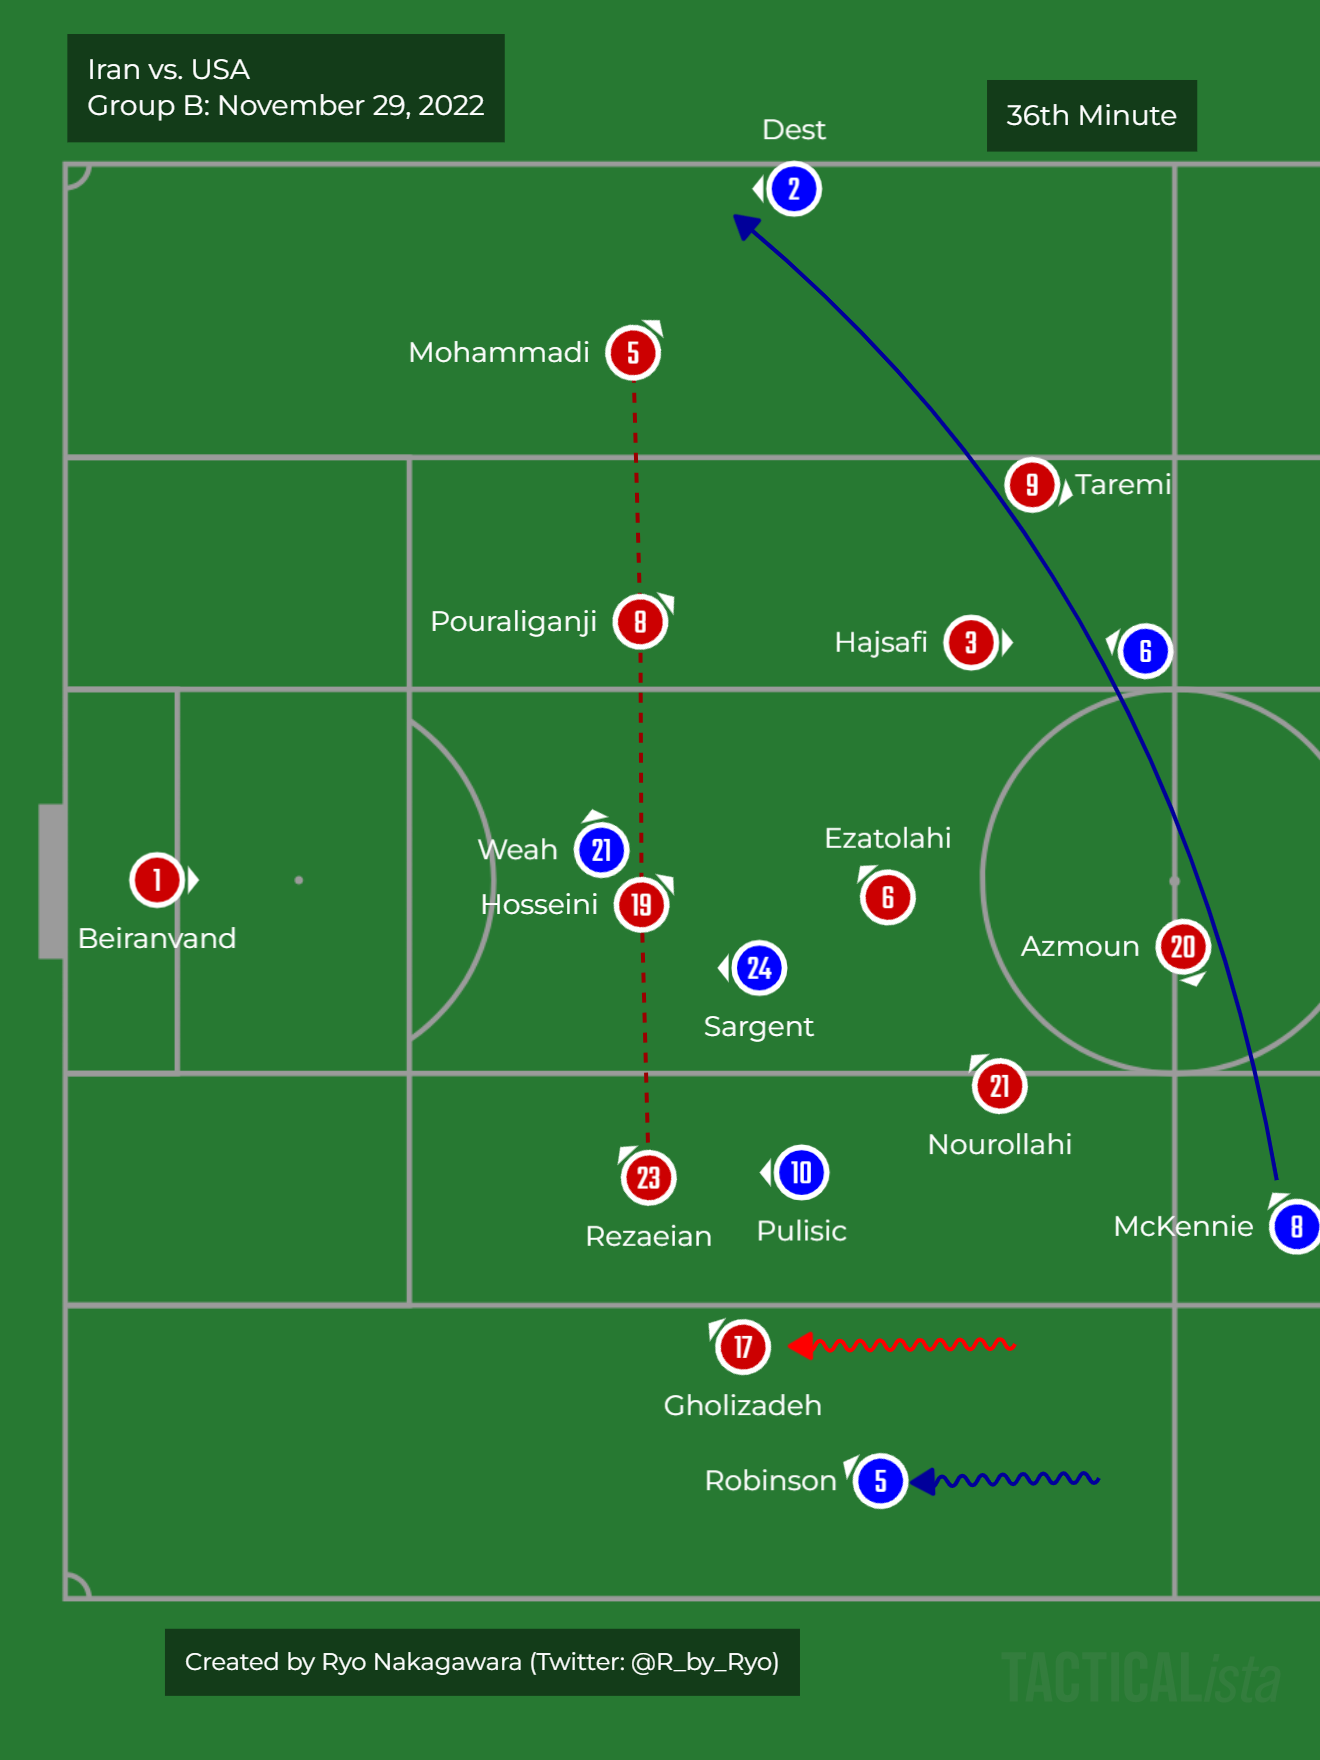 Iran vs. USA
Group B: November 29, 2022
36th Minute
Dest
2
Mohammadi
5
9
Taremi
Pouraliganji
8
Hajsafi
3
6
Ezatolahi
Weah
21
1
Hosseini
19
6
Beiranvand
Azmoun
20
24
Sargent
21
Nourollahi
23
10
Rezaeian
Pulisic
McKennie
8
17
Gholizadeh
Robinson
5
Created by Ryo Nakagawara (Twitter: @R_by_Ryo)
TACTICALista